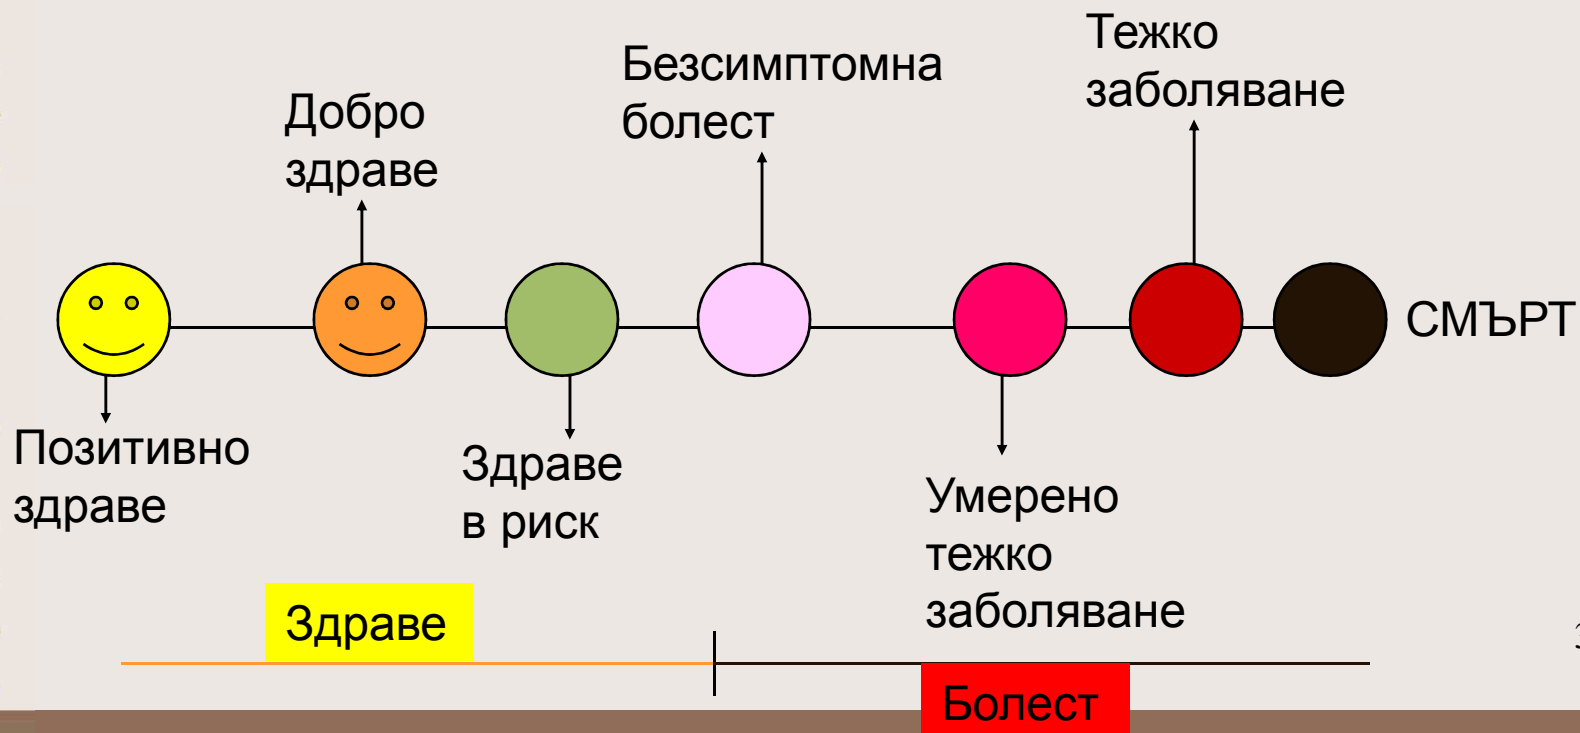 Тежко
заболяване
Безсимптомна
болест
Добро
здраве
СМЪРТ
Позитивно
здраве
Здраве
в риск
Умерено
тежко
заболяване
Здраве
Болест